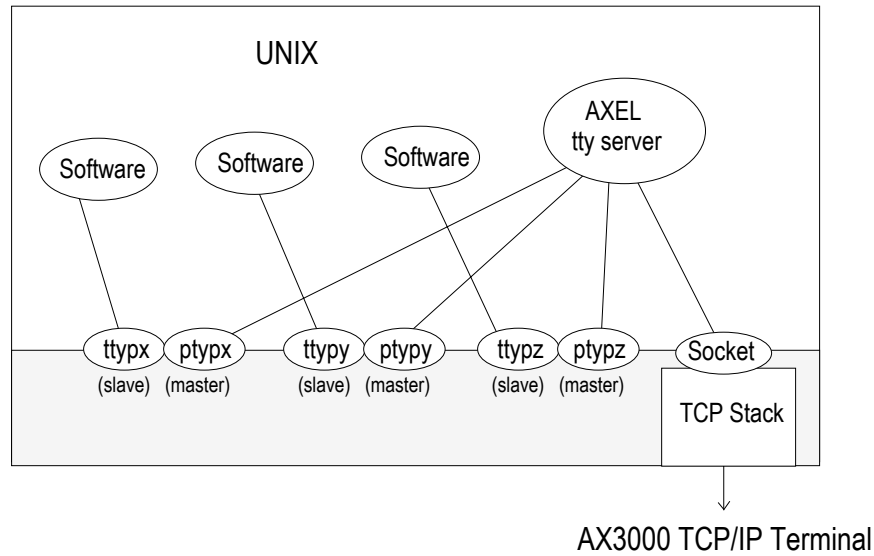 UNIX
AXEL
tty server
Software
Software
Software
ttypx ptypx ttypy ptypy ttypz ptypz Socket
(slave) (master) (slave) (master) (slave) (master)
TCP Stack
AX3000 TCP/IP Terminal